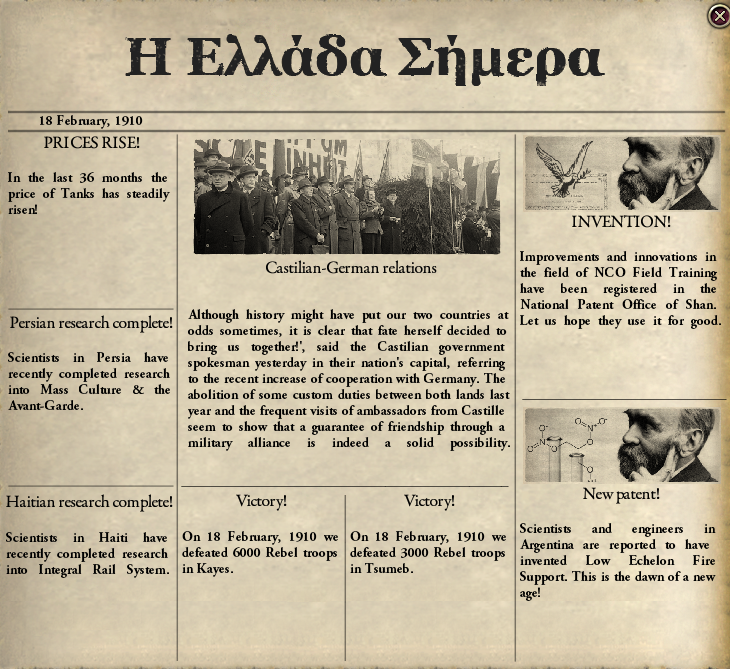 Η Ελλάδα Σήμερα
18 February, 1910
PRICES RISE!
In the last 36 months the
price of Tanks has steadily
risen!
Persian research complete!
Scientists in Persia have
recently completed research
into Mass Culture & the
Avant-Garde.
Haitian research complete!
Scientists in Haiti have
recently completed research
into Integral Rail System.
Castilian-German relations
Although history might have put our two countries at
odds sometimes, it is clear that fate herself decided to
bring us together!', said the Castilian government
spokesman yesterday in their nation's capital, referring
to the recent increase of cooperation with Germany. The
abolition of some custom duties between both lands last
year and the frequent visits of ambassadors from Castille
seem to show that a guarantee of friendship through a
military alliance is indeed a solid possibility.
Victory!
On 18 February, 1910 we
defeated 6000 Rebel troops
in Kayes.
Victory!
On 18 February, 1910 we
defeated 3000 Rebel troops
in Tsumeb.
INVENTION!
Improvements and innovations in
the field of NCO Field Training
have been registered in the
National Patent Office of Shan.
Let us hope they use it for good.
New patent!
Scientists and engineers in
Argentina are reported to have
invented Low Echelon Fire
Support. This is the dawn of a new
age!